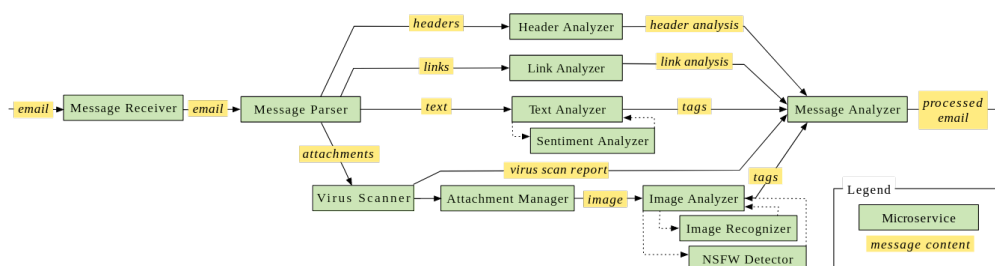 headers
Header Analyzer
header analysis
links
Link Analyzer
link analysis
email
Message Receiver
email
Message Parser
text
Text Analyzer
tags
Message Analyzer
processed
email
Sentiment Analyzer
attachments
virus scan report
tags
Virus Scanner
Attachment Manager
image
Image Analyzer
Image Recognizer
NSFW Detector
Legend
Microservice
message content